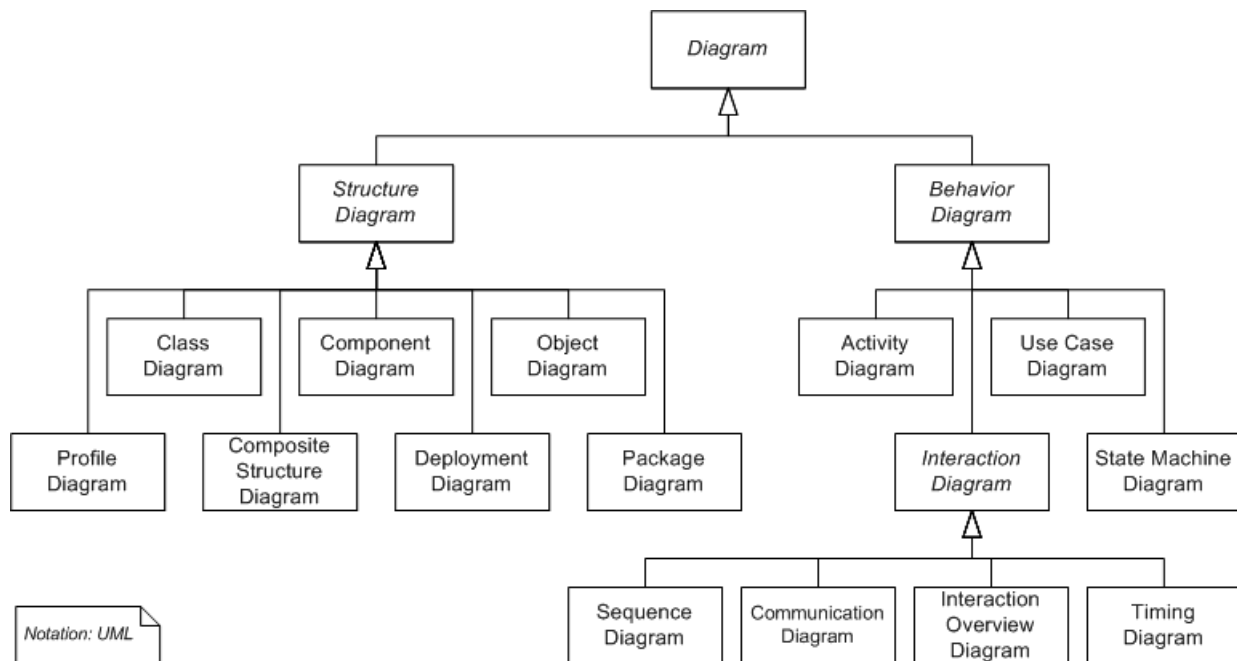 Diagram
Structure
Diagram
Behavior
Diagram
Class
Diagram
Component
Diagram
Object
Diagram
Activity
Diagram
Use Case
Diagram
Profile
Diagram
Composite
Structure
Diagram
Deployment
Diagram
Package
Diagram
Interaction
Diagram
State Machine
Diagram
Sequence
Diagram
Communication
Diagram
Interaction
Overview
Diagram
Timing
Diagram
Notation: UML